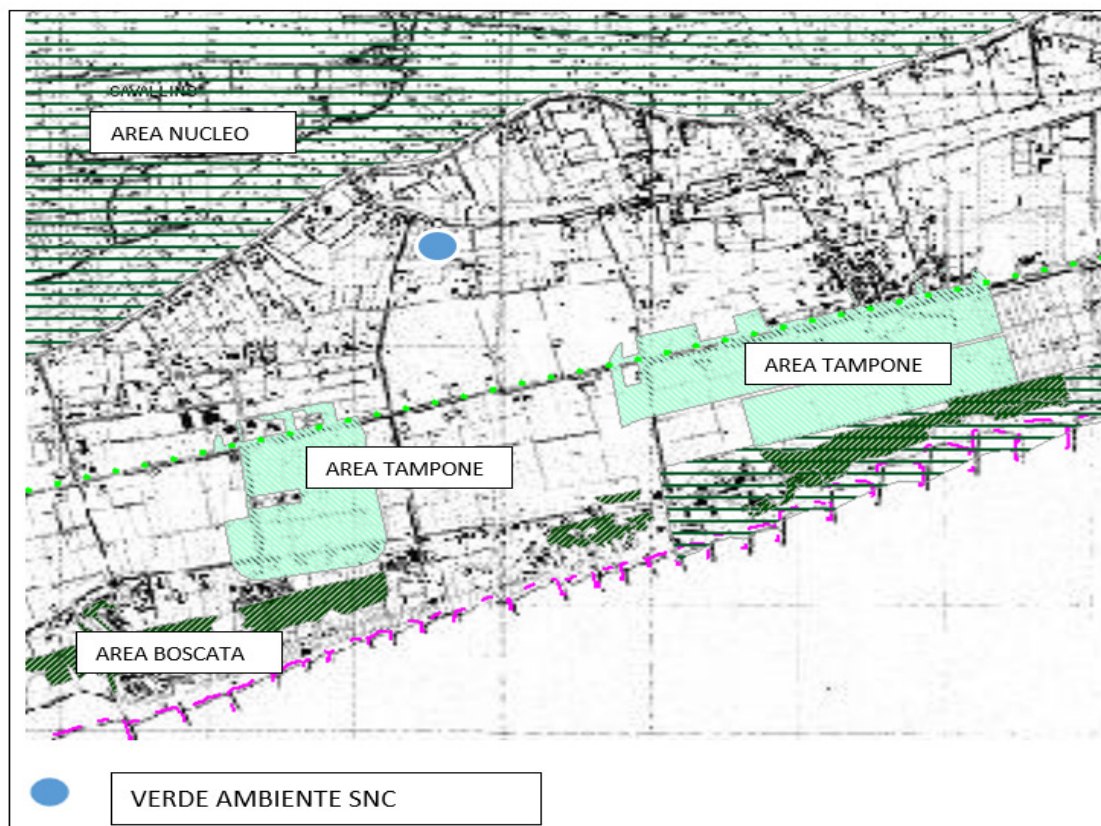 CAVALLINO
AREA NUCLEO
AREA TAMPONE
AREA TAMPONE
AREA BOSCATA
VERDE AMBIENTE SNC